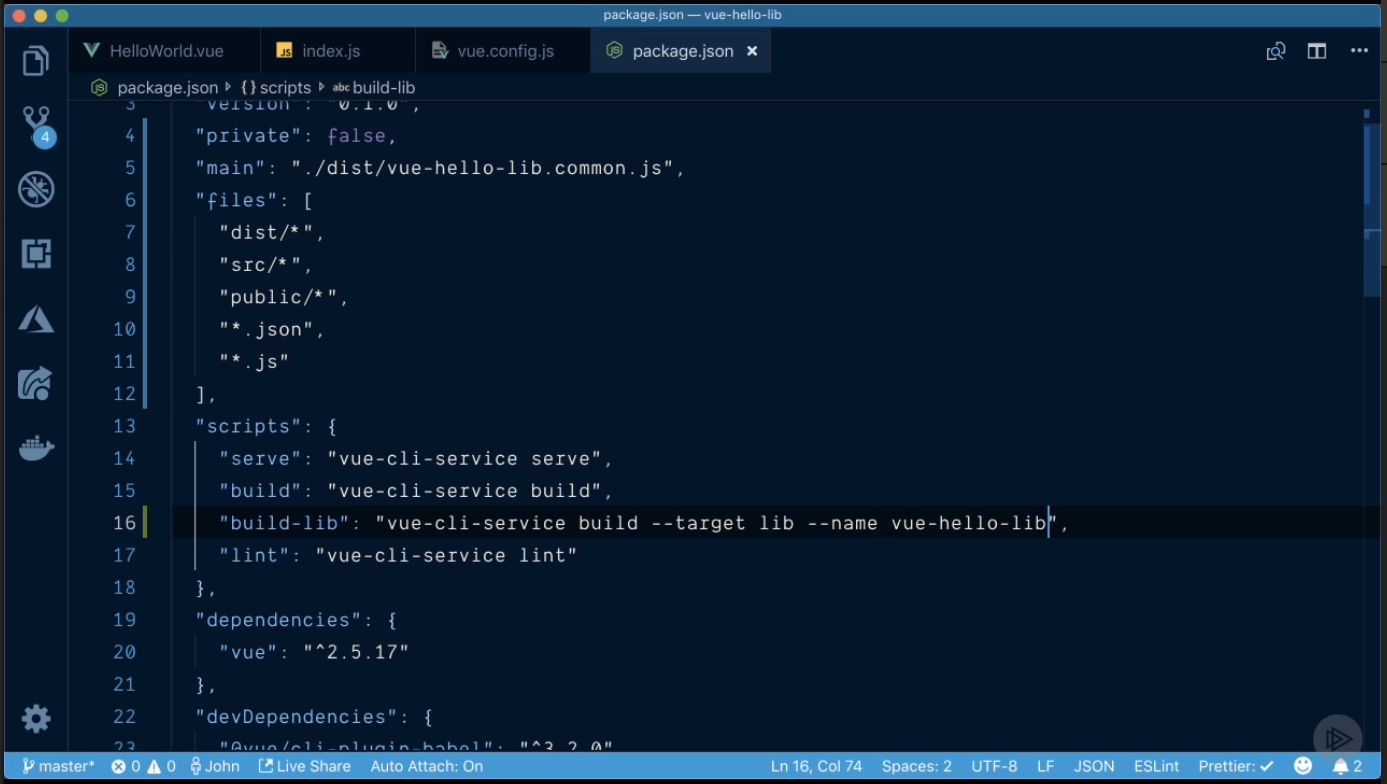 package.json — vue-hello-lib
HelloWorld.vue
JS index.js
vue.config.js
package.json ×
package.json {} scripts abc build-lib
3 "version": "0.1.0",
4 "private": false,
5 "main": "./dist/vue-hello-lib.common.js",
6 "files": [
7 "dist/*",
8 "src/*",
9 "public/*",
10 "*.json",
11 "*.js"
12 ],
13 "scripts": {
14 "serve": "vue-cli-service serve",
15 "build": "vue-cli-service build",
16 "build-lib": "vue-cli-service build --target lib --name vue-hello-lib",
17 "lint": "vue-cli-service lint"
18 },
19 "dependencies": {
20 "vue": "^2.5.17"
21 },
22 "devDependencies": {
23 "@vue/cli-plugin-babel": "^3.2.0"
4
master* 0 0 John Live Share Auto Attach: On Ln 16, Col 74 Spaces: 2 UTF-8 LF JSON ESLint Prettier: ✓ 2